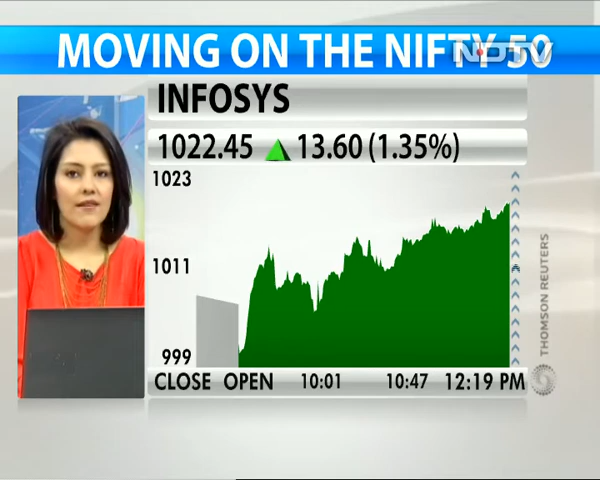 MOVING ON THE NIFTY 50
NDTV
INFOSYS
1022.45 ▲ 13.60 (1.35%)
1023
1011
999
CLOSE OPEN 10:01 10:47 12:19 PM
THOMSON REUTERS